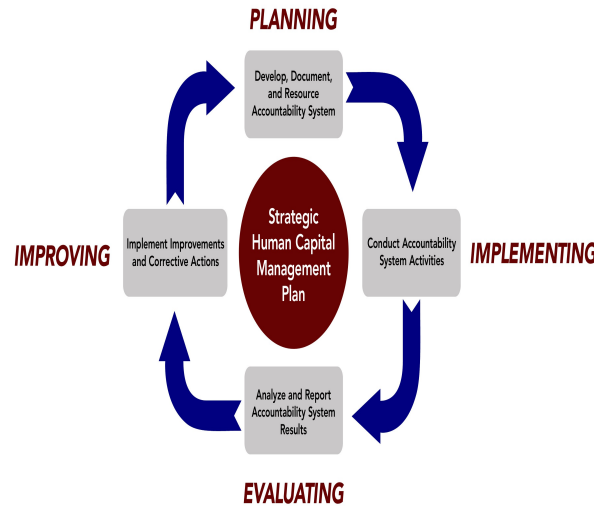 PLANNING
Develop, Document,
and Resource
Accountability System
Strategic
Human Capital
Management
Plan
IMPROVING
Implement Improvements
and Corrective Actions
Conduct Accountability
System Activities
IMPLEMENTING
Analyze and Report
Accountability System
Results
EVALUATING